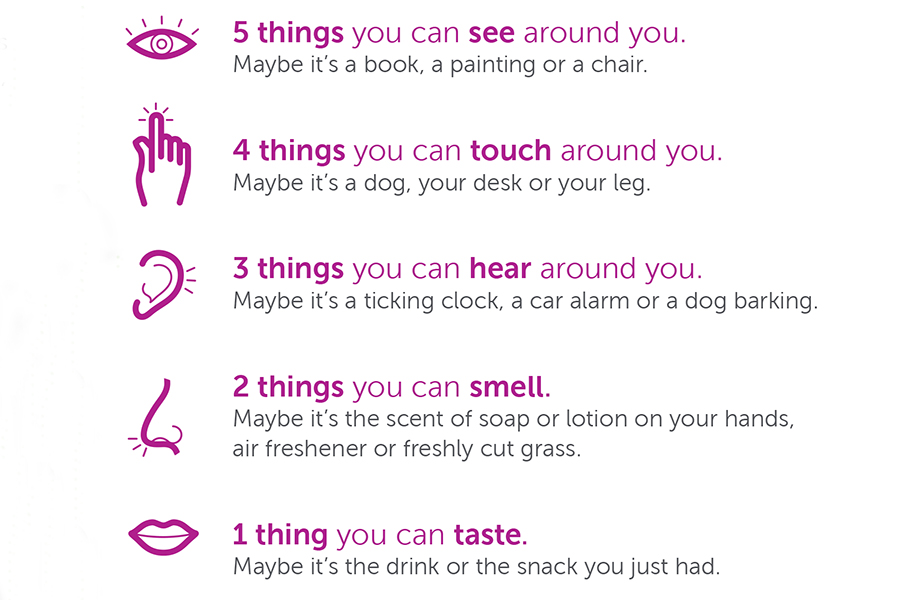 5 things you can see around you.
Maybe it’s a book, a painting or a chair.
4 things you can touch around you.
Maybe it’s a dog, your desk or your leg.
3 things you can hear around you.
Maybe it’s a ticking clock, a car alarm or a dog barking.
2 things you can smell.
Maybe it’s the scent of soap or lotion on your hands,
air freshener or freshly cut grass.
1 thing you can taste.
Maybe it’s the drink or the snack you just had.